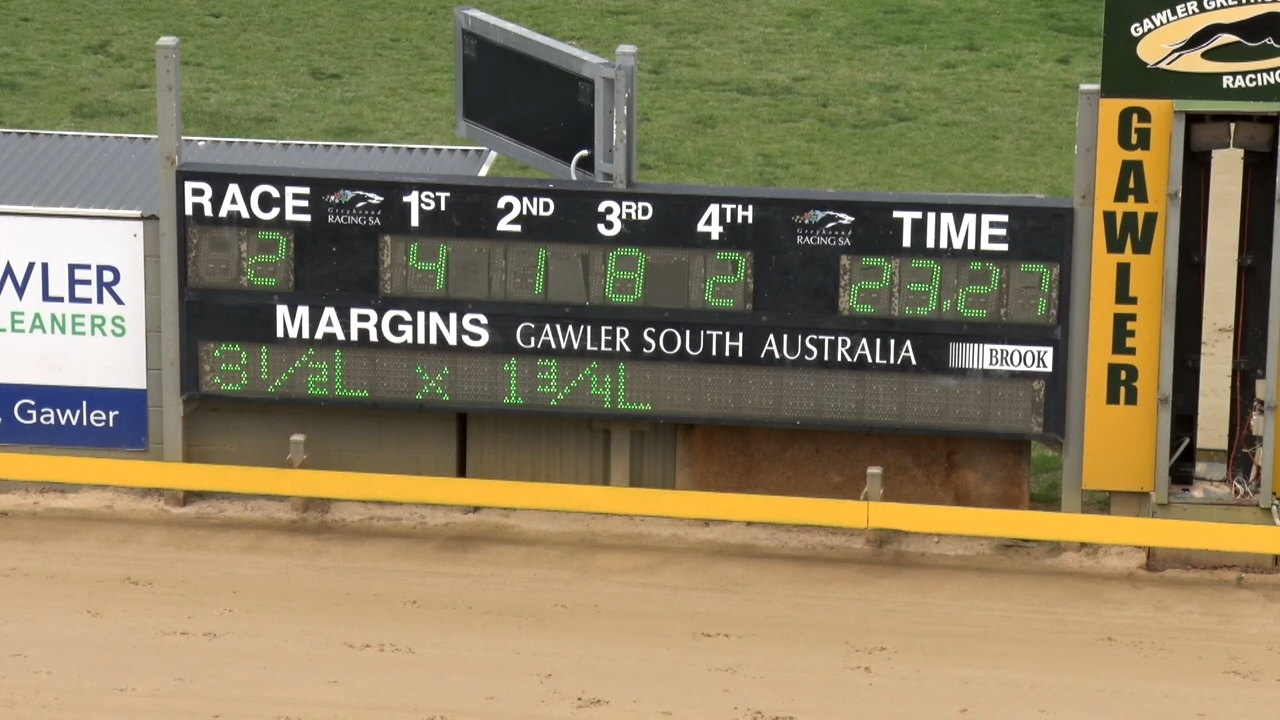 GAWLER GREYHO
RACING
GAWLER
RACE
Greyhound
RACING SA
1ST 2ND 3RD 4TH
Greyhound
RACING SA
TIME
2 4 1 8 2 23.27
MARGINS GAWLER SOUTH AUSTRALIA BROOK
3 1/2L x 1 3/4L
WLER
LEANERS
, Gawler